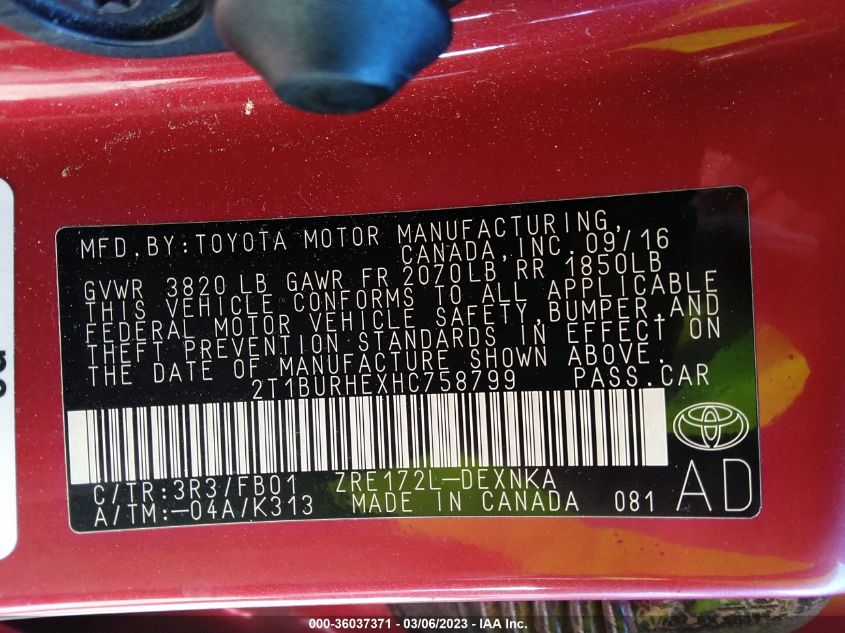 MFD.BY:TOYOTA MOTOR MANUFACTURING,
CANADA,INC. 09/16
GVWR 3820 LB GAWR FR 2070LB RR 1850LB
THIS VEHICLE CONFORMS TO ALL APPLICABLE
FEDERAL MOTOR VEHICLE SAFETY,BUMPER,AND
THEFT PREVENTION STANDARDS IN EFFECT ON
THE DATE OF MANUFACTURE SHOWN ABOVE.
2T1BURHEXHC758799 PASS.CAR
C/TR:3R3/FB01 ZRE172L-DEXNKA
A/TM:-04A/K313 MADE IN CANADA 081
AD
000-36037371 - 03/06/2023 - IAA Inc.